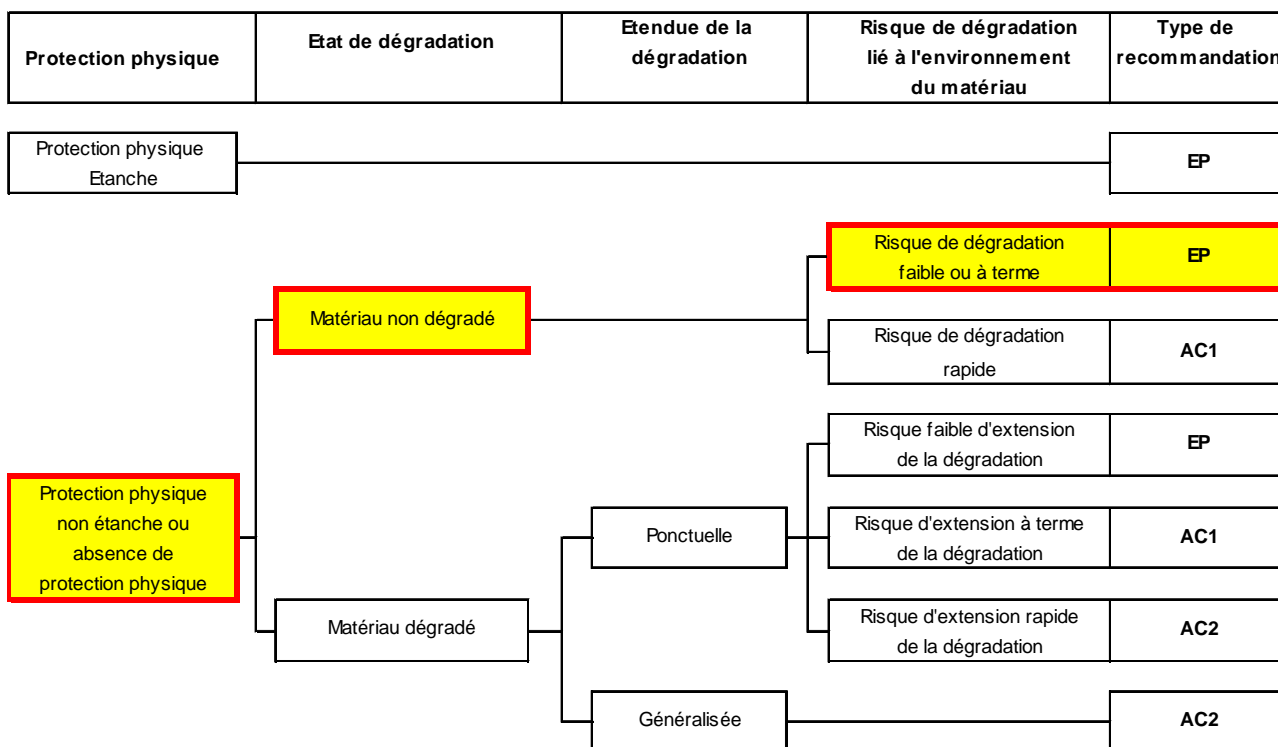 Protection physique
Etat de dégradation
Etendue de la
dégradation
Risque de dégradation
lié à l'environnement
du matériau
Type de
recommandation
Protection physique
Etanche
EP
Risque de dégradation
faible ou à terme
EP
Matériau non dégradé
Risque de dégradation
rapide
AC1
Risque faible d'extension
de la dégradation
EP
Protection physique
non étanche ou
absence de
protection physique
Ponctuelle
Risque d'extension à terme
de la dégradation
AC1
Matériau dégradé
Risque d'extension rapide
de la dégradation
AC2
Généralisée
AC2